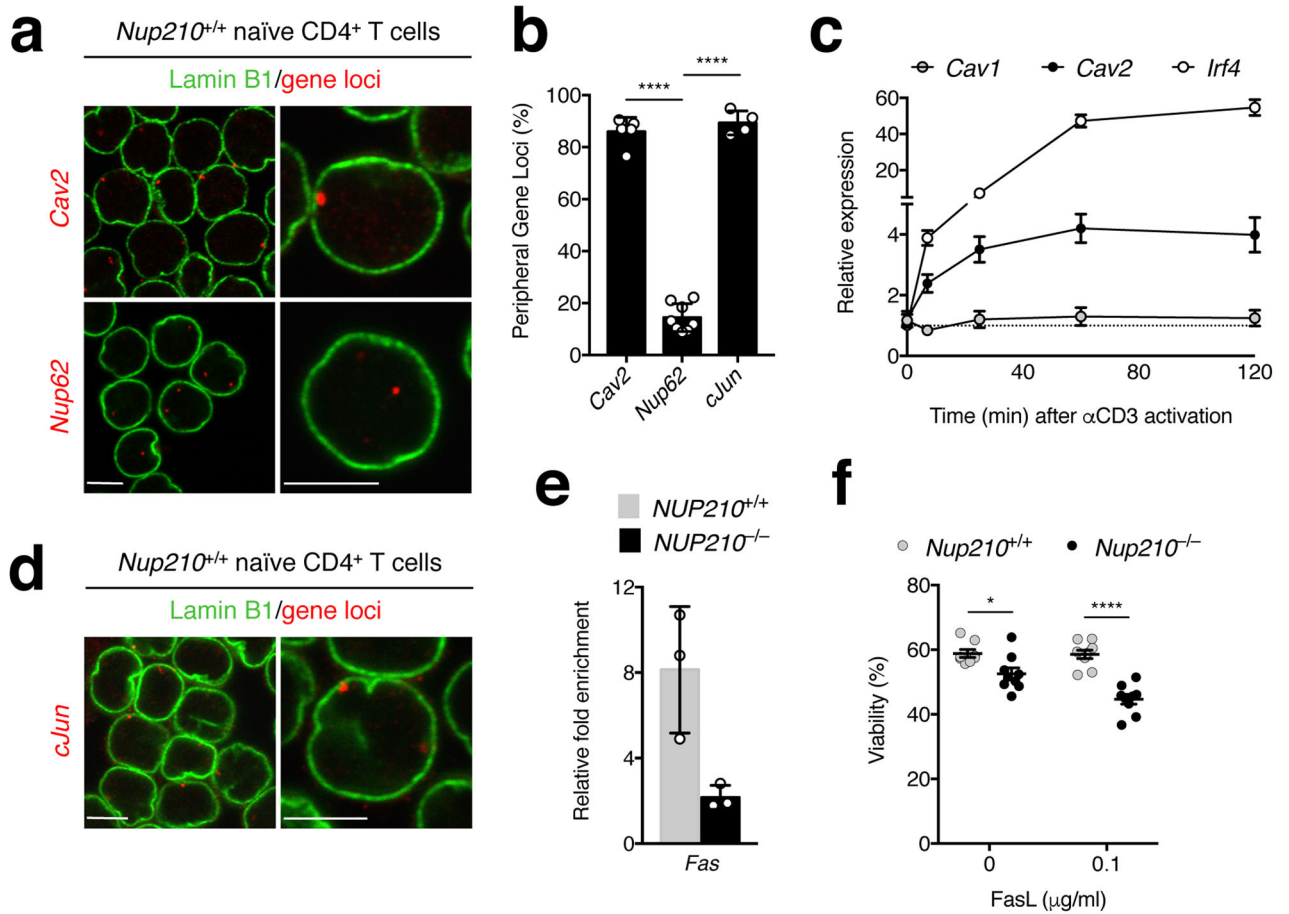 a
Nup210+/+ naïve CD4+ T cells
Lamin B1/gene loci
Cav2
Nup62
b
****
****
Peripheral Gene Loci (%)
100
80
60
40
20
0
Cav2
Nup62
cJun
c
Cav1
Cav2
Irf4
Relative expression
60
40
20
4
2
0
0
40
80
120
Time (min) after αCD3 activation
d
Nup210+/+ naïve CD4+ T cells
Lamin B1/gene loci
cJun
e
NUP210+/+
NUP210–/–
Relative fold enrichment
12
8
4
0
Fas
f
Nup210+/+
Nup210–/–
*
****
Viability (%)
80
60
40
20
0
0
0.1
FasL (μg/ml)